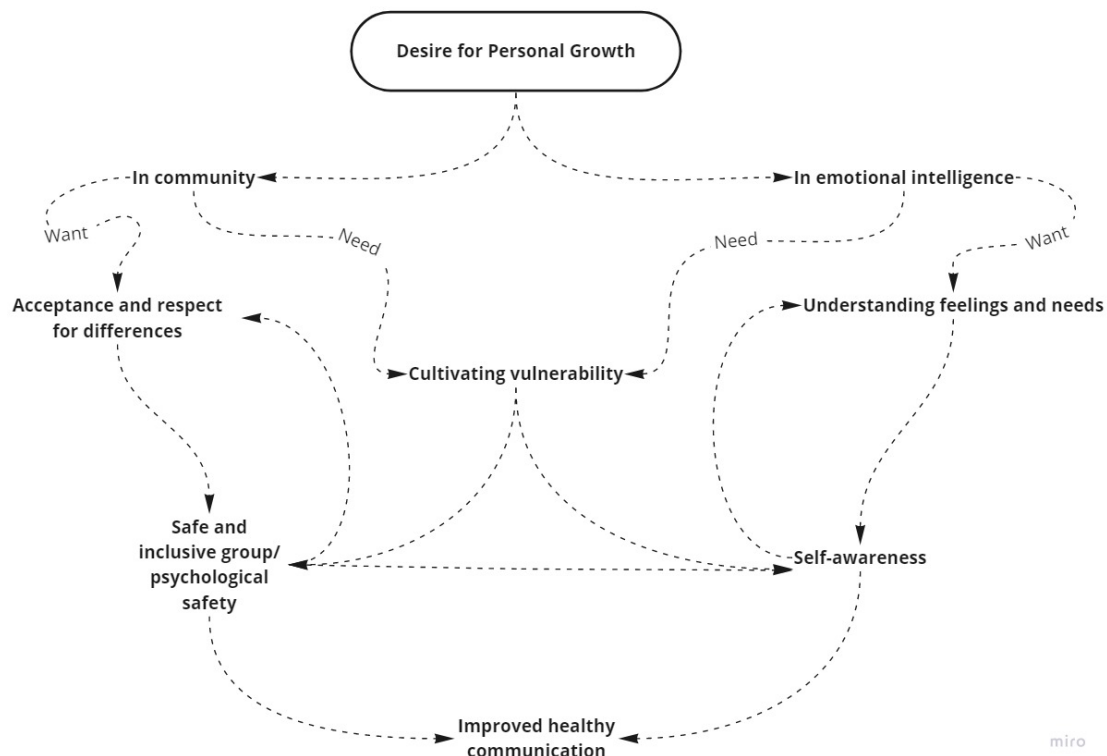 Desire for Personal Growth
In community
In emotional intelligence
Want
Need
Need
Want
Acceptance and respect
for differences
Understanding feelings and needs
Cultivating vulnerability
Safe and
inclusive group/
psychological
safety
Self-awareness
Improved healthy
communication
miro